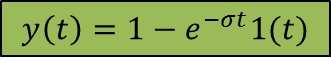 y(t) = 1 − e^{−σt}1(t)